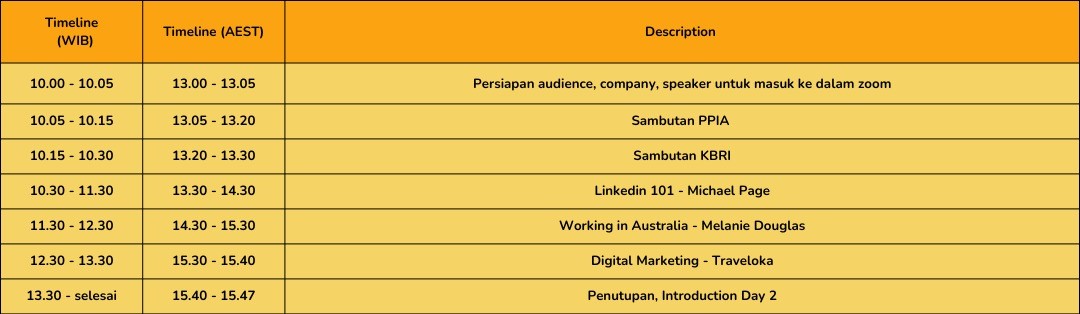 Timeline
(WIB)
Timeline (AEST)
Description
10.00 - 10.05
13.00 - 13.05
Persiapan audience, company, speaker untuk masuk ke dalam zoom
10.05 - 10.15
13.05 - 13.20
Sambutan PPIA
10.15 - 10.30
13.20 - 13.30
Sambutan KBRI
10.30 - 11.30
13.30 - 14.30
Linkedin 101 - Michael Page
11.30 - 12.30
14.30 - 15.30
Working in Australia - Melanie Douglas
12.30 - 13.30
15.30 - 15.40
Digital Marketing - Traveloka
13.30 - selesai
15.40 - 15.47
Penutupan, Introduction Day 2